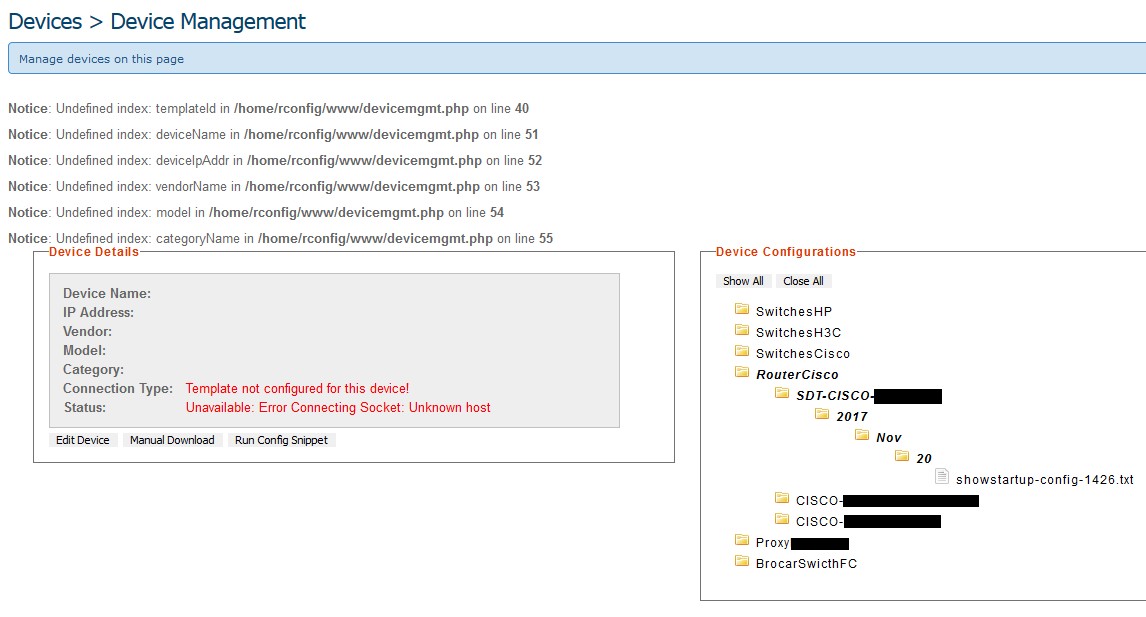 Devices > Device Management
Manage devices on this page
Notice: Undefined index: templateId in /home/rconfig/www/devicemgmt.php on line 40
Notice: Undefined index: deviceName in /home/rconfig/www/devicemgmt.php on line 51
Notice: Undefined index: deviceIpAddr in /home/rconfig/www/devicemgmt.php on line 52
Notice: Undefined index: vendorName in /home/rconfig/www/devicemgmt.php on line 53
Notice: Undefined index: model in /home/rconfig/www/devicemgmt.php on line 54
Notice: Undefined index: categoryName in /home/rconfig/www/devicemgmt.php on line 55
Device Details
Device Name:
IP Address:
Vendor:
Model:
Category:
Connection Type: Template not configured for this device!
Status: Unavailable: Error Connecting Socket: Unknown host
Edit Device Manual Download Run Config Snippet
Device Configurations
Show All Close All
SwitchesHP
SwitchesH3C
SwitchesCisco
RouterCisco
SDT-CISCO-
2017
Nov
20
showstartup-config-1426.txt
CISCO-
CISCO-
Proxy
BrocarSwicthFC